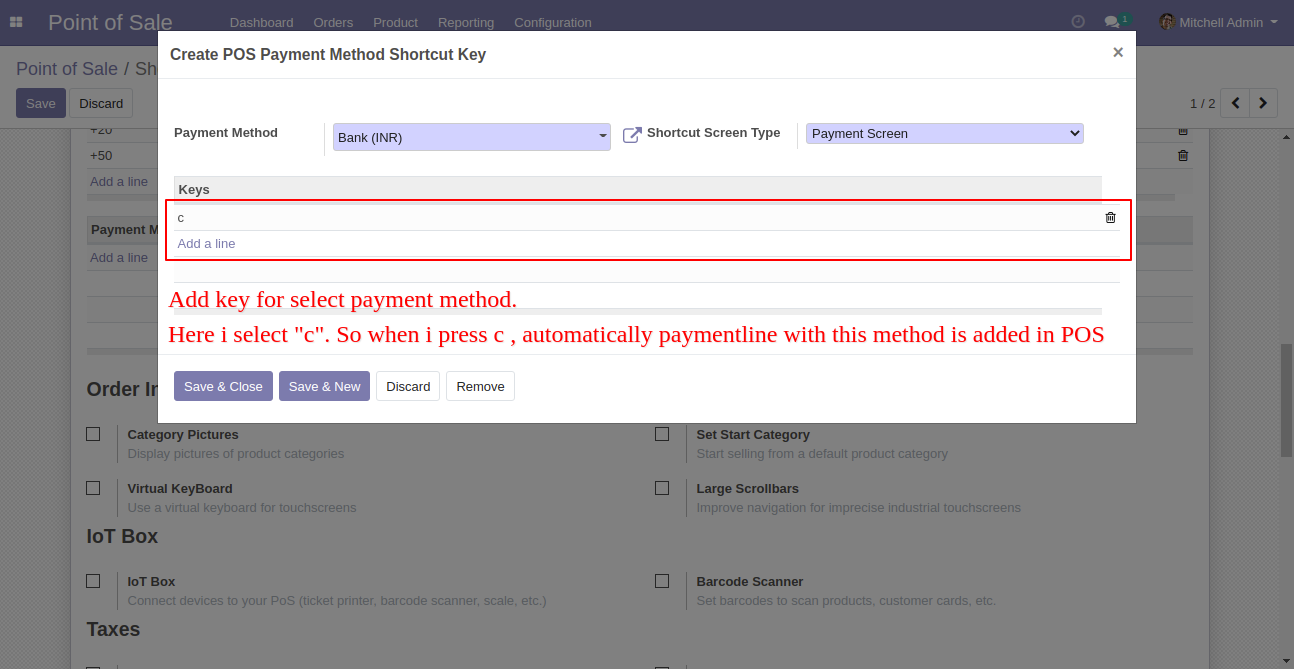 Point of Sale Dashboard Orders Product Reporting Configuration 1 Mitchell Admin
Create POS Payment Method Shortcut Key ×
Point of Sale / Sh
Save Discard 1 / 2
Payment Method Bank (INR) Shortcut Screen Type Payment Screen
+20
+50
Add a line
Keys
c
Add a line
Payment M
Add a line
Add key for select payment method.
Here i select "c". So when i press c , automatically paymentline with this method is added in POS
Save & Close Save & New Discard Remove
Order In
Category Pictures Set Start Category
Display pictures of product categories Start selling from a default product category
Virtual KeyBoard Large Scrollbars
Use a virtual keyboard for touchscreens Improve navigation for imprecise industrial touchscreens
IoT Box
IoT Box Barcode Scanner
Connect devices to your PoS (ticket printer, barcode scanner, scale, etc.) Set barcodes to scan products, customer cards, etc.
Taxes